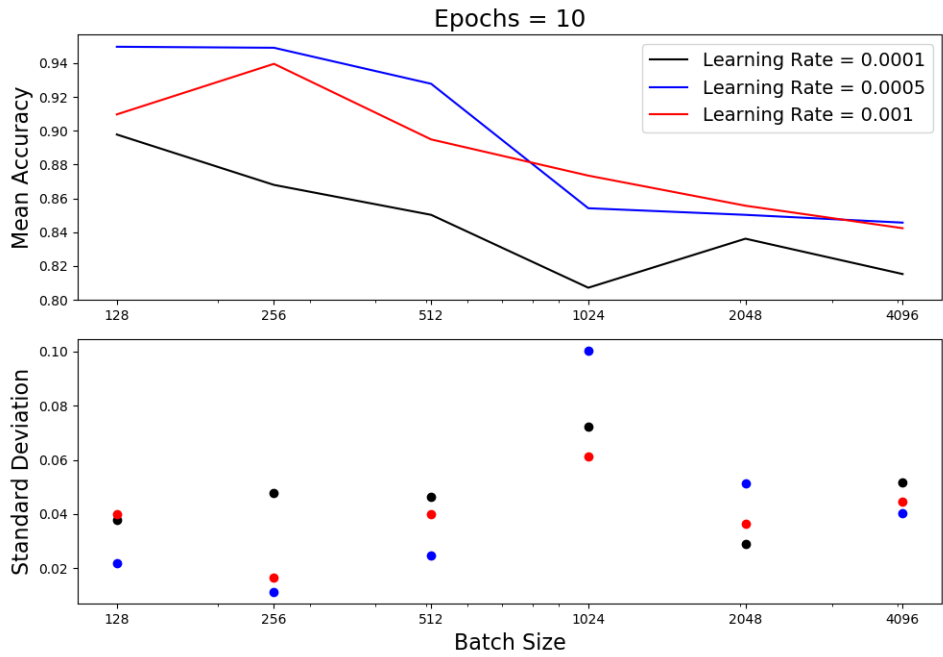 Epochs = 10
Mean Accuracy
0.94
0.92
0.90
0.88
0.86
0.84
0.82
0.80
Learning Rate = 0.0001
Learning Rate = 0.0005
Learning Rate = 0.001
128 256 512 1024 2048 4096
Standard Deviation
0.10
0.08
0.06
0.04
0.02
128 256 512 1024 2048 4096
Batch Size